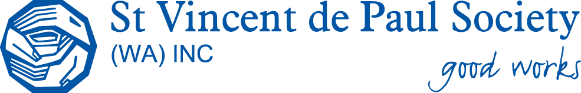 St Vincent de Paul Society
(WA) INC
good works